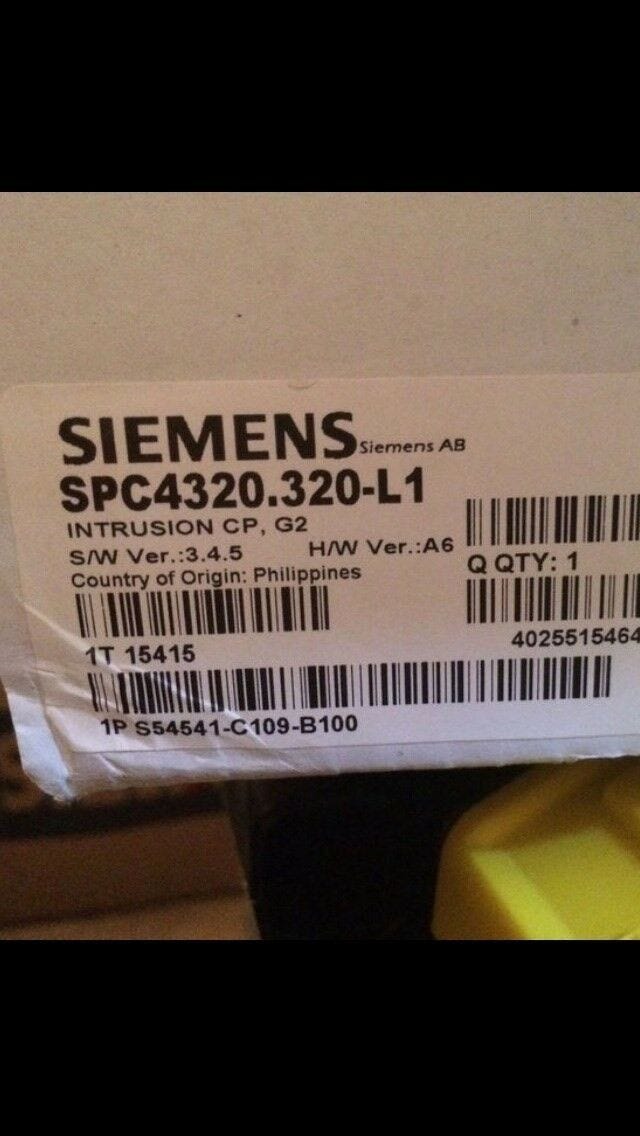 SIEMENS Siemens AB
SPC4320.320-L1
INTRUSION CP, G2
S/W Ver.:3.4.5 H/W Ver.:A6
Country of Origin: Philippines
Q QTY: 1
1T 15415
4025515464
1P S54541-C109-B100